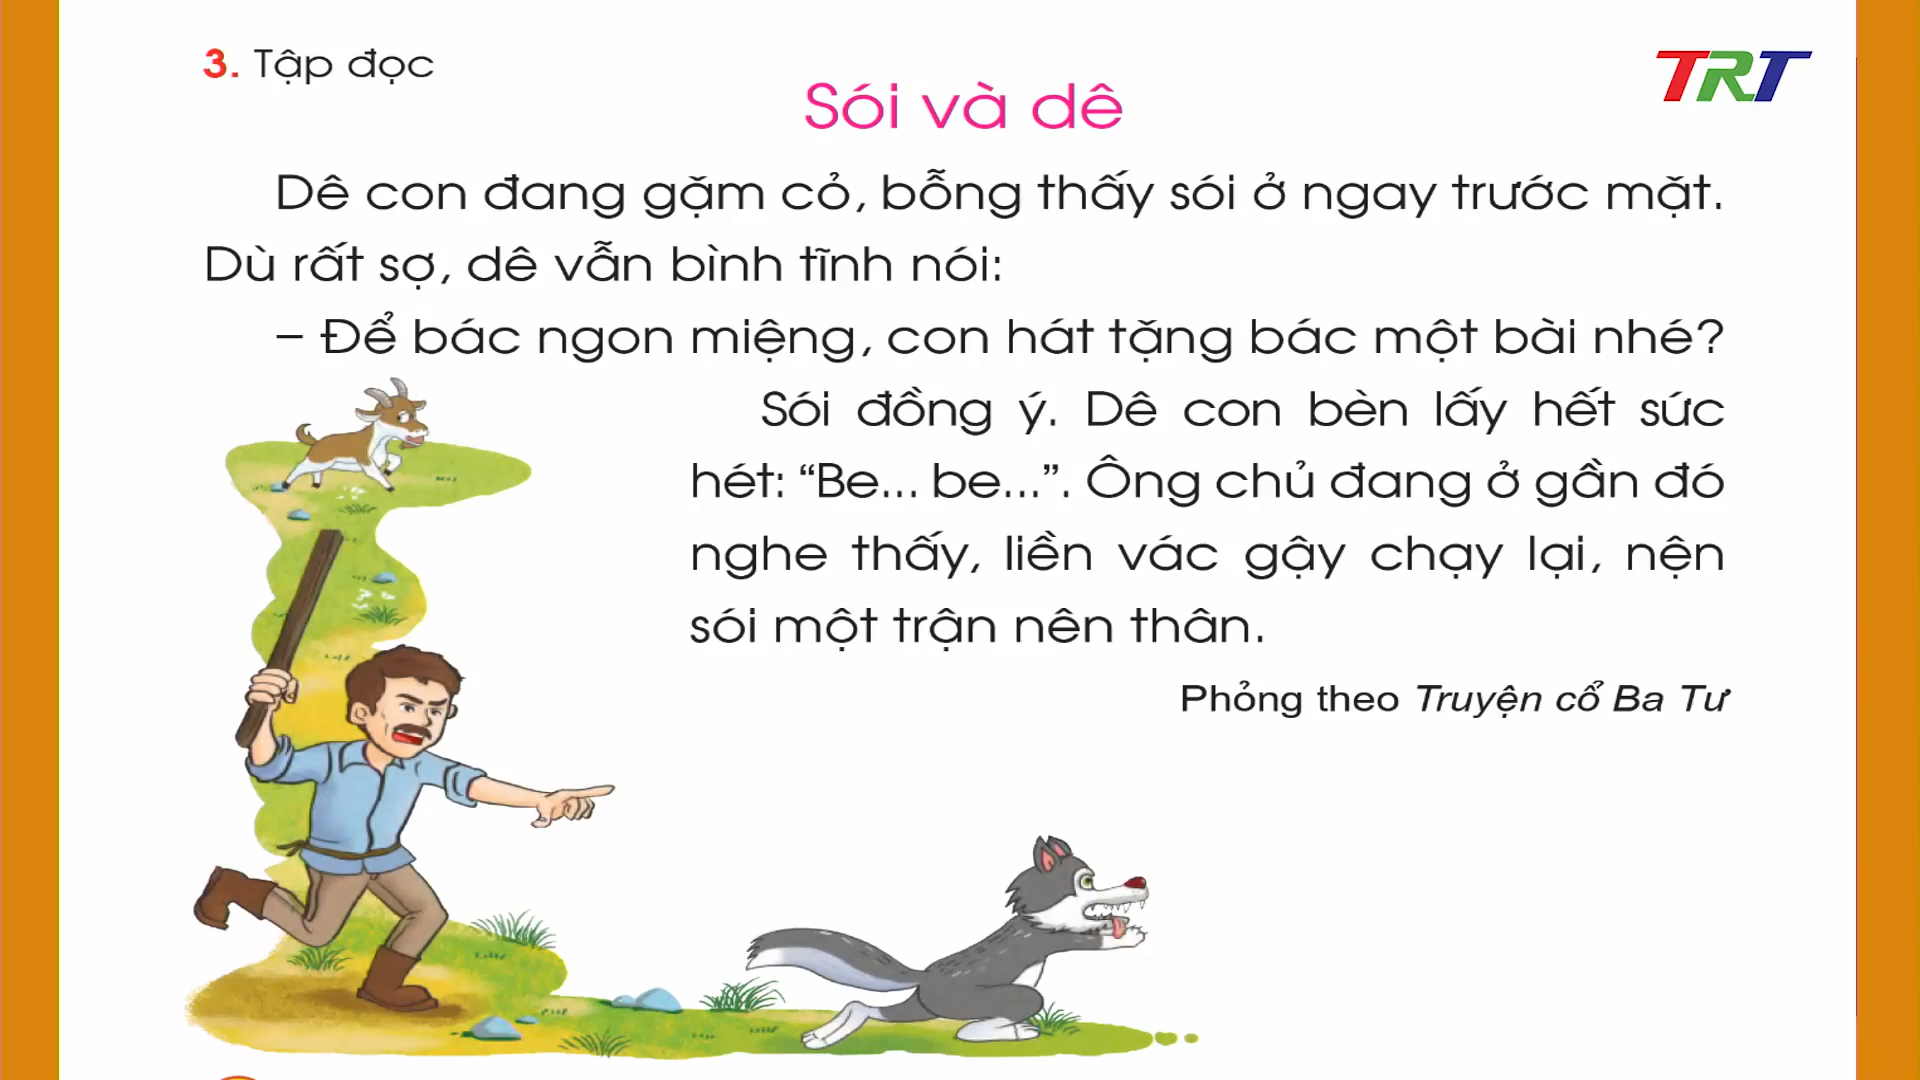 3. Tập đọc
TRT
Sói và dê
Dê con đang gặm cỏ, bỗng thấy sói ở ngay trước mặt.
Dù rất sợ, dê vẫn bình tĩnh nói:
– Để bác ngon miệng, con hát tặng bác một bài nhé?
Sói đồng ý. Dê con bèn lấy hết sức
hét: “Be... be...”. Ông chủ đang ở gần đó
nghe thấy, liền vác gậy chạy lại, nện
sói một trận nên thân.
Phỏng theo Truyện cổ Ba Tư